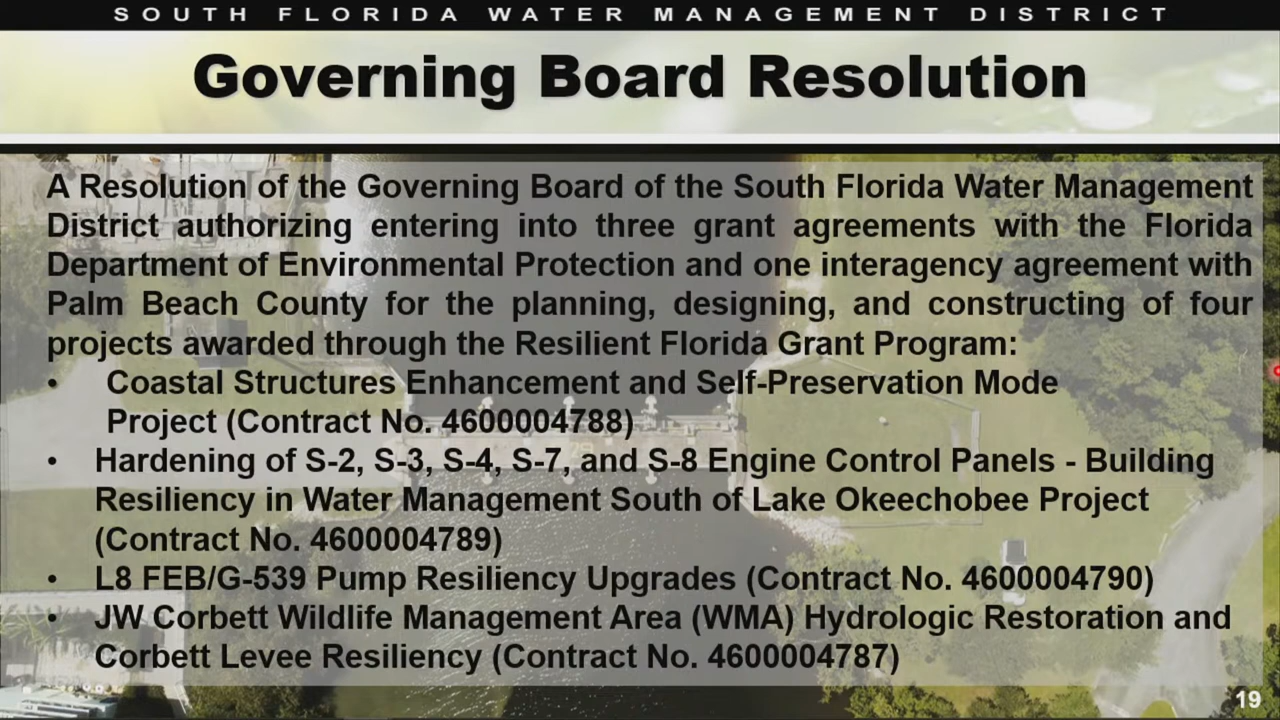 SOUTH FLORIDA WATER MANAGEMENT DISTRICT
Governing Board Resolution
A Resolution of the Governing Board of the South Florida Water Management
District authorizing entering into three grant agreements with the Florida
Department of Environmental Protection and one interagency agreement with
Palm Beach County for the planning, designing, and constructing of four
projects awarded through the Resilient Florida Grant Program:
• Coastal Structures Enhancement and Self-Preservation Mode
Project (Contract No. 4600004788)
• Hardening of S-2, S-3, S-4, S-7, and S-8 Engine Control Panels - Building
Resiliency in Water Management South of Lake Okeechobee Project
(Contract No. 4600004789)
• L8 FEB/G-539 Pump Resiliency Upgrades (Contract No. 4600004790)
• JW Corbett Wildlife Management Area (WMA) Hydrologic Restoration and
Corbett Levee Resiliency (Contract No. 4600004787)
19